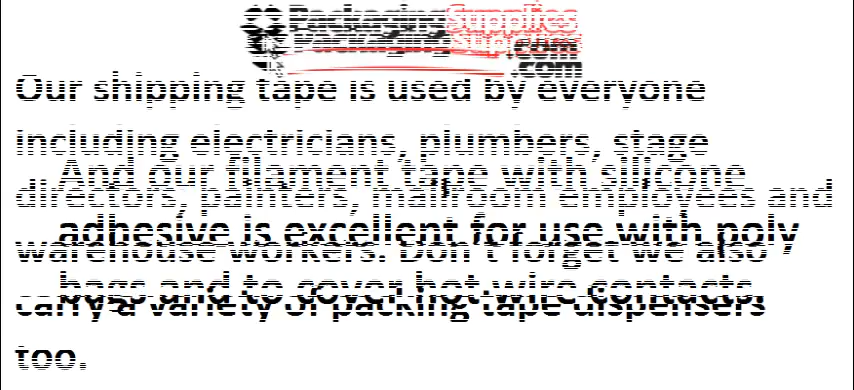 PackagingSupplies
.com
PackagingSupplies
.com
Our shipping tape is used by everyone
including electricians, plumbers, stage
And our filament tape with silicone
directors, painters, mailroom employees and
adhesive is excellent for use with poly
warehouse workers. Don't forget we also
bags and to cover hot wire contacts.
carry a variety of packing tape dispensers
too.